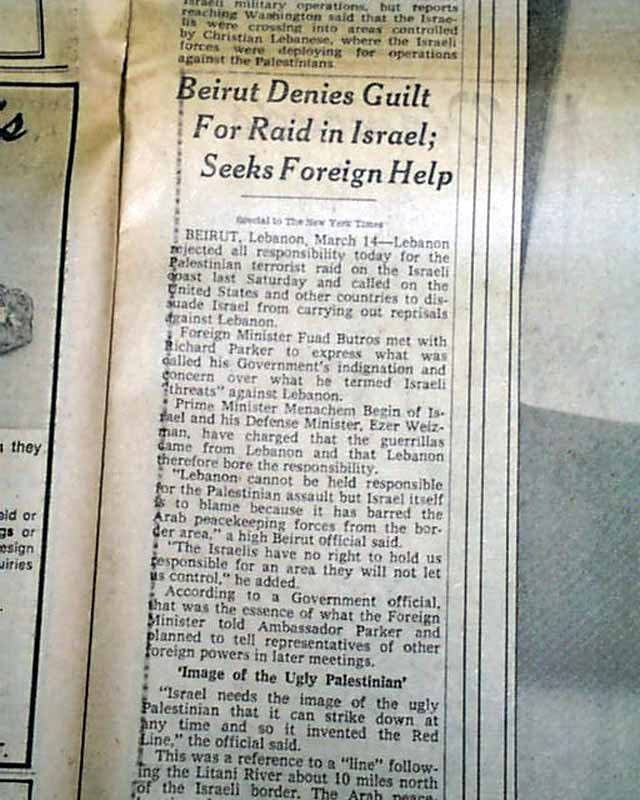 Israeli military operations, but reports
reaching Washington said that the Israe-
lis were crossing into areas controlled
by Christian Lebanese, where the Israeli
forces were deploying for operations
against the Palestinians.
Beirut Denies Guilt
For Raid in Israel;
Seeks Foreign Help
Special to The New York Times
BEIRUT, Lebanon, March 14—Lebanon
rejected all responsibility today for the
Palestinian terrorist raid on the Israeli
coast last Saturday and called on the
United States and other countries to dis-
suade Israel from carrying out reprisals
against Lebanon.
Foreign Minister Fuad Butros met with
Richard Parker to express what was
called his Government's indignation and
concern over what he termed Israeli
"threats" against Lebanon.
Prime Minister Menachem Begin of Is-
rael and his Defense Minister, Ezer Weiz-
man, have charged that the guerrillas
came from Lebanon and that Lebanon
therefore bore the responsibility.
"Lebanon cannot be held responsible
for the Palestinian assault but Israel itself
is to blame because it has barred the
Arab peacekeeping forces from the bor-
der area," a high Beirut official said.
"The Israelis have no right to hold us
responsible for an area they will not let
us control," he added.
According to a Government official,
that was the essence of what the Foreign
Minister told Ambassador Parker and
planned to tell representatives of other
foreign powers in later meetings.
'Image of the Ugly Palestinian'
"Israel needs the image of the ugly
Palestinian that it can strike down at
any time and so it invented the Red
Line," the official said.
This was a reference to a "line" follow-
ing the Litani River about 10 miles north
of the Israeli border. The Arab peace-
they
or
or